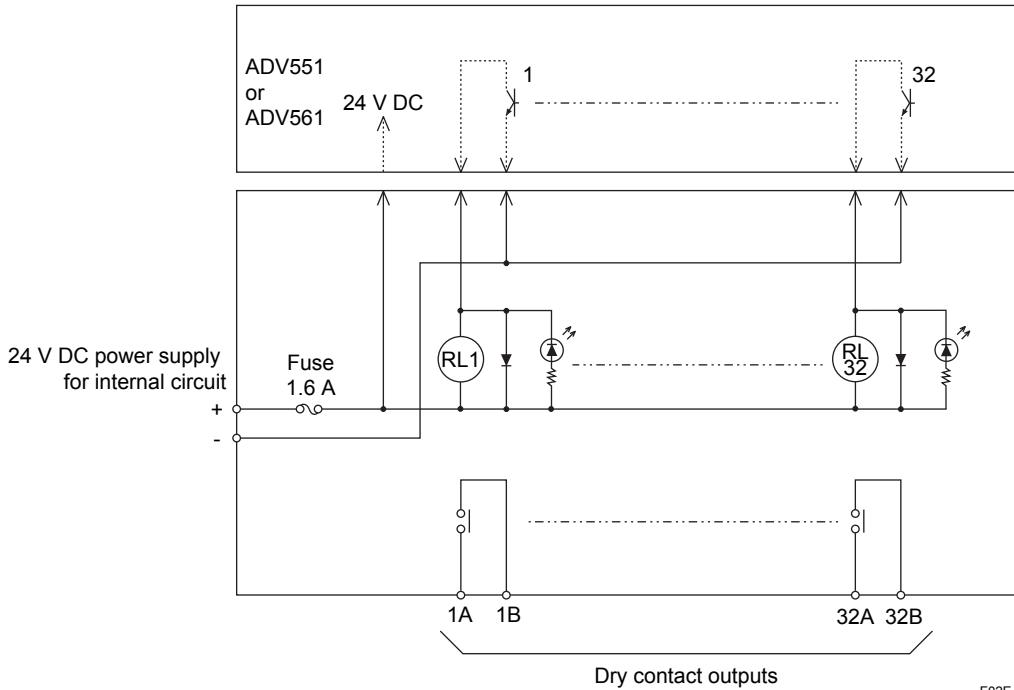 ADV551
or
ADV561
24 V DC
1
32
24 V DC power supply
for internal circuit
Fuse
1.6 A
RL1
RL
32
+
-
1A
1B
32A
32B
Dry contact outputs